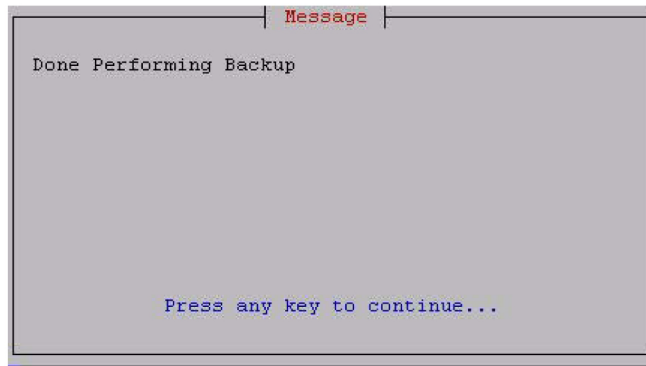 Message
Done Performing Backup
Press any key to continue...